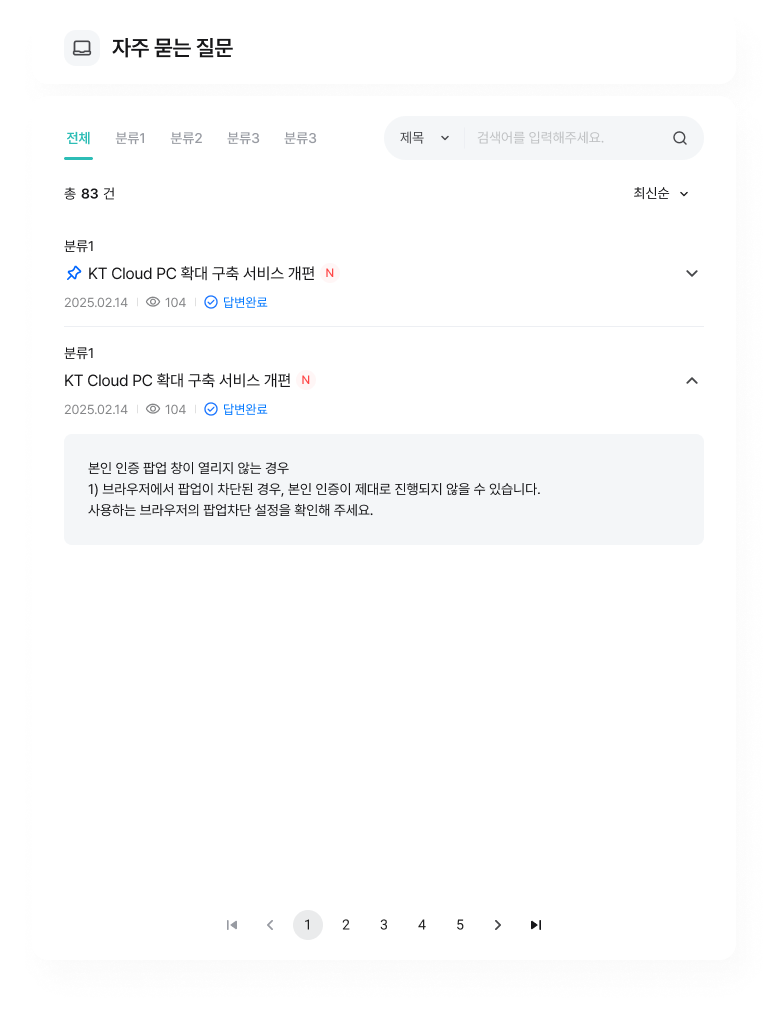 자주 묻는 질문
전체 분류1 분류2 분류3 분류3 제목 검색어를 입력해주세요.
총 83 건 최신순
분류1
KT Cloud PC 확대 구축 서비스 개편 N
2025.02.14 104 답변완료
분류1
KT Cloud PC 확대 구축 서비스 개편 N
2025.02.14 104 답변완료
본인 인증 팝업 창이 열리지 않는 경우
1) 브라우저에서 팝업이 차단된 경우, 본인 인증이 제대로 진행되지 않을 수 있습니다.
사용하는 브라우저의 팝업차단 설정을 확인해 주세요.
1 2 3 4 5